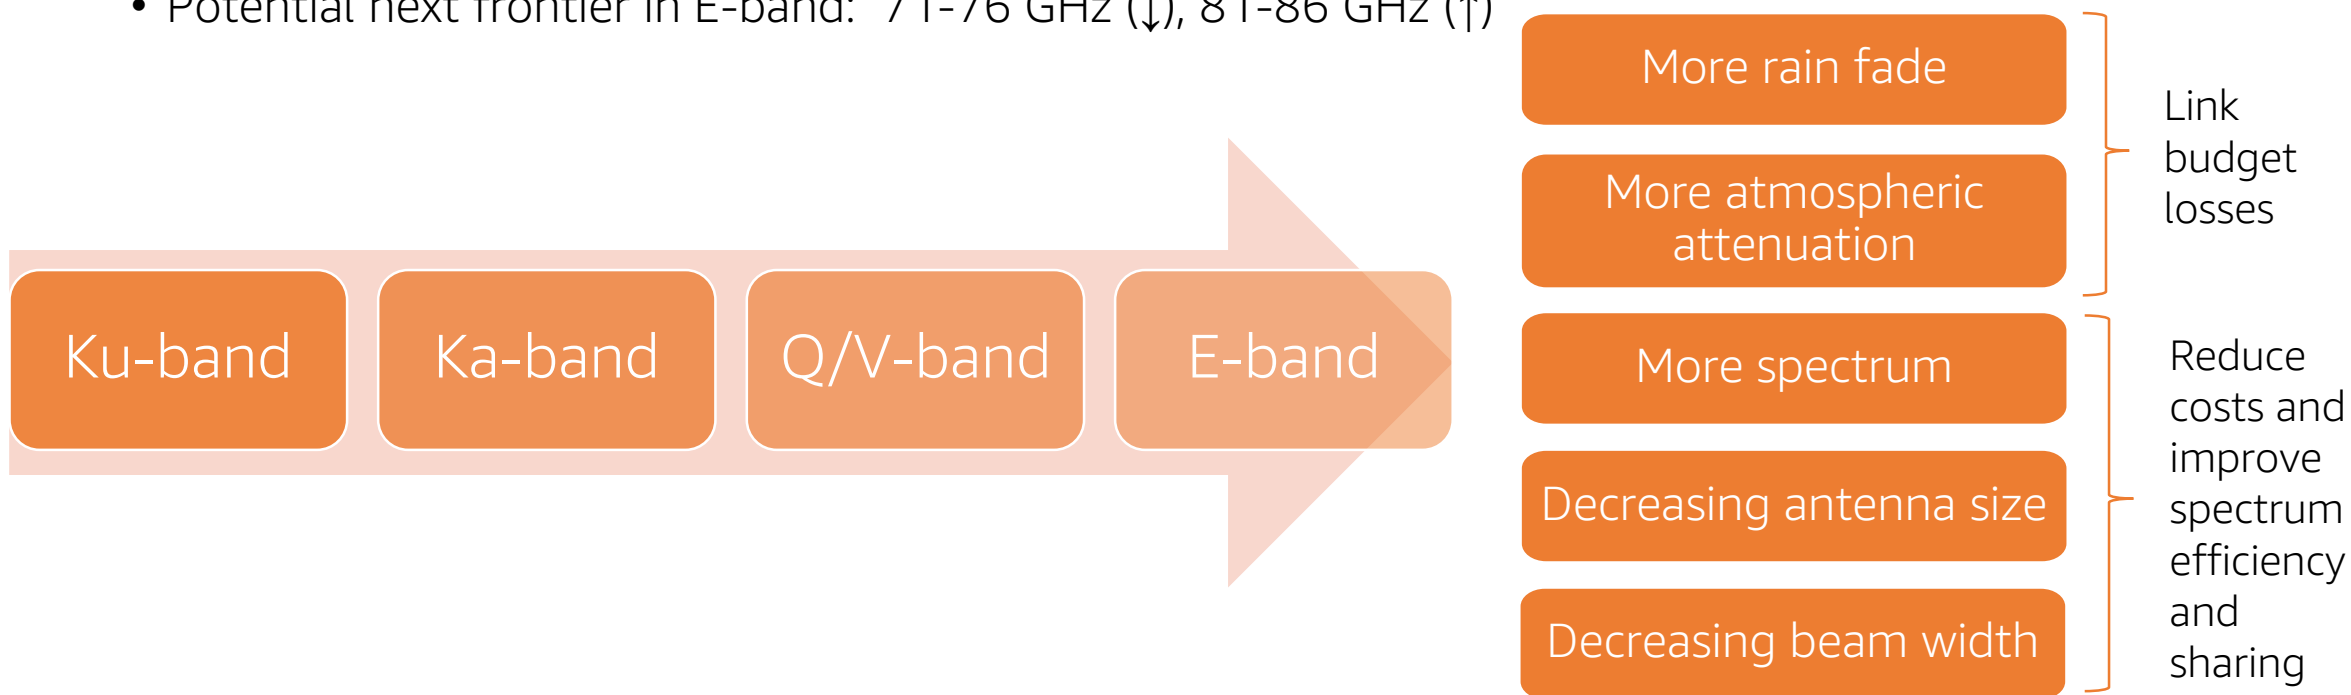 • Potential next frontier in E-band: 71-76 GHz (↓), 81-86 GHz (↑)
Ku-band
Ka-band
Q/V-band
E-band
More rain fade
More atmospheric
attenuation
More spectrum
Decreasing antenna size
Decreasing beam width
Link
budget
losses
Reduce
costs and
improve
spectrum
efficiency
and
sharing